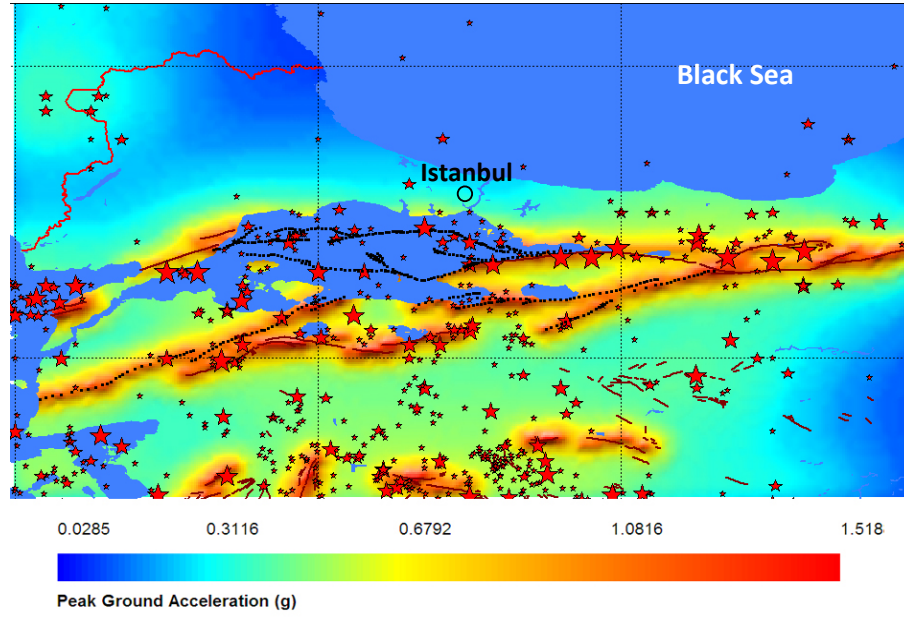 Black Sea
Istanbul
0.0285 0.3116 0.6792 1.0816 1.518
Peak Ground Acceleration (g)